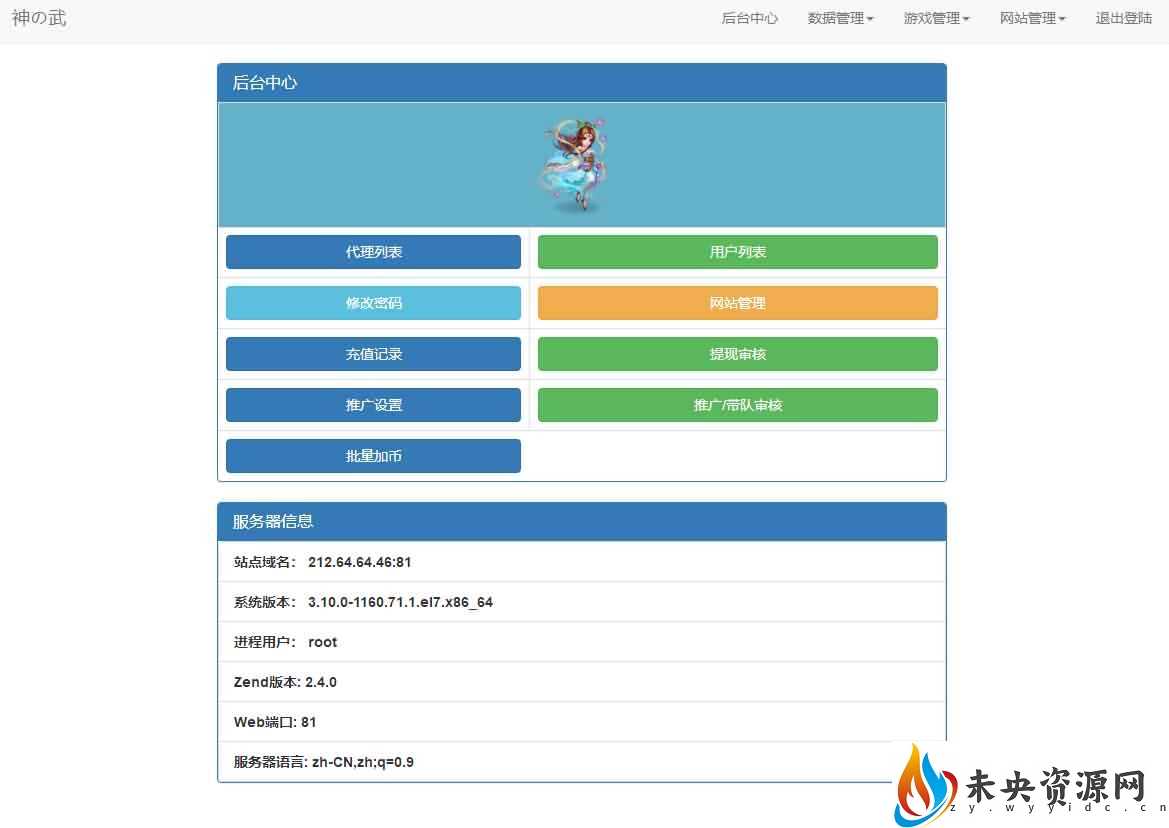 神の武
后台中心 数据管理 游戏管理 网站管理 退出登陆
后台中心
代理列表 用户列表
修改密码 网站管理
充值记录 提现审核
推广设置 推广/带队审核
批量加币
服务器信息
站点域名： 212.64.64.46:81
系统版本： 3.10.0-1160.71.1.el7.x86_64
进程用户： root
Zend版本: 2.4.0
Web端口: 81
服务器语言: zh-CN,zh;q=0.9
未央资源网
zy.wyyidc.cn